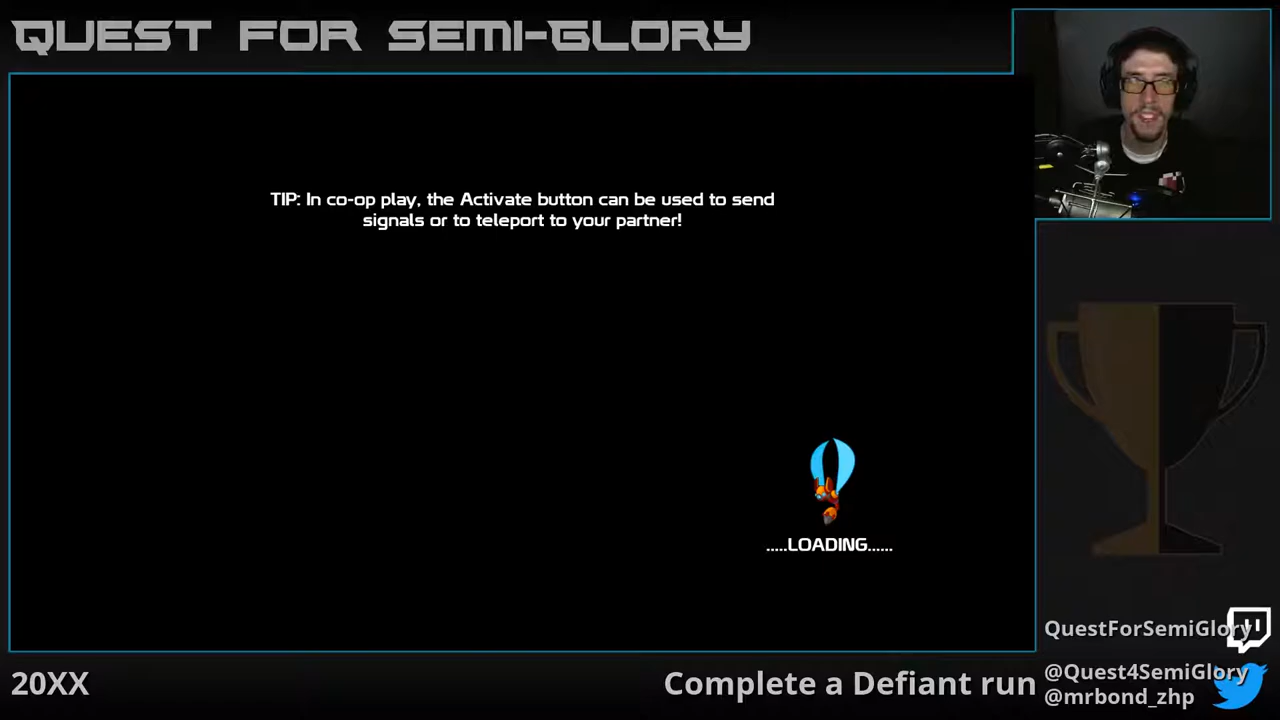 QUEST FOR SEMI-GLORY
TIP: In co-op play, the Activate button can be used to send
signals or to teleport to your partner!
.....LOADING......
QuestForSemiGlory
@Quest4SemiGlory
@mrbond_zhp
20XX
Complete a Defiant run